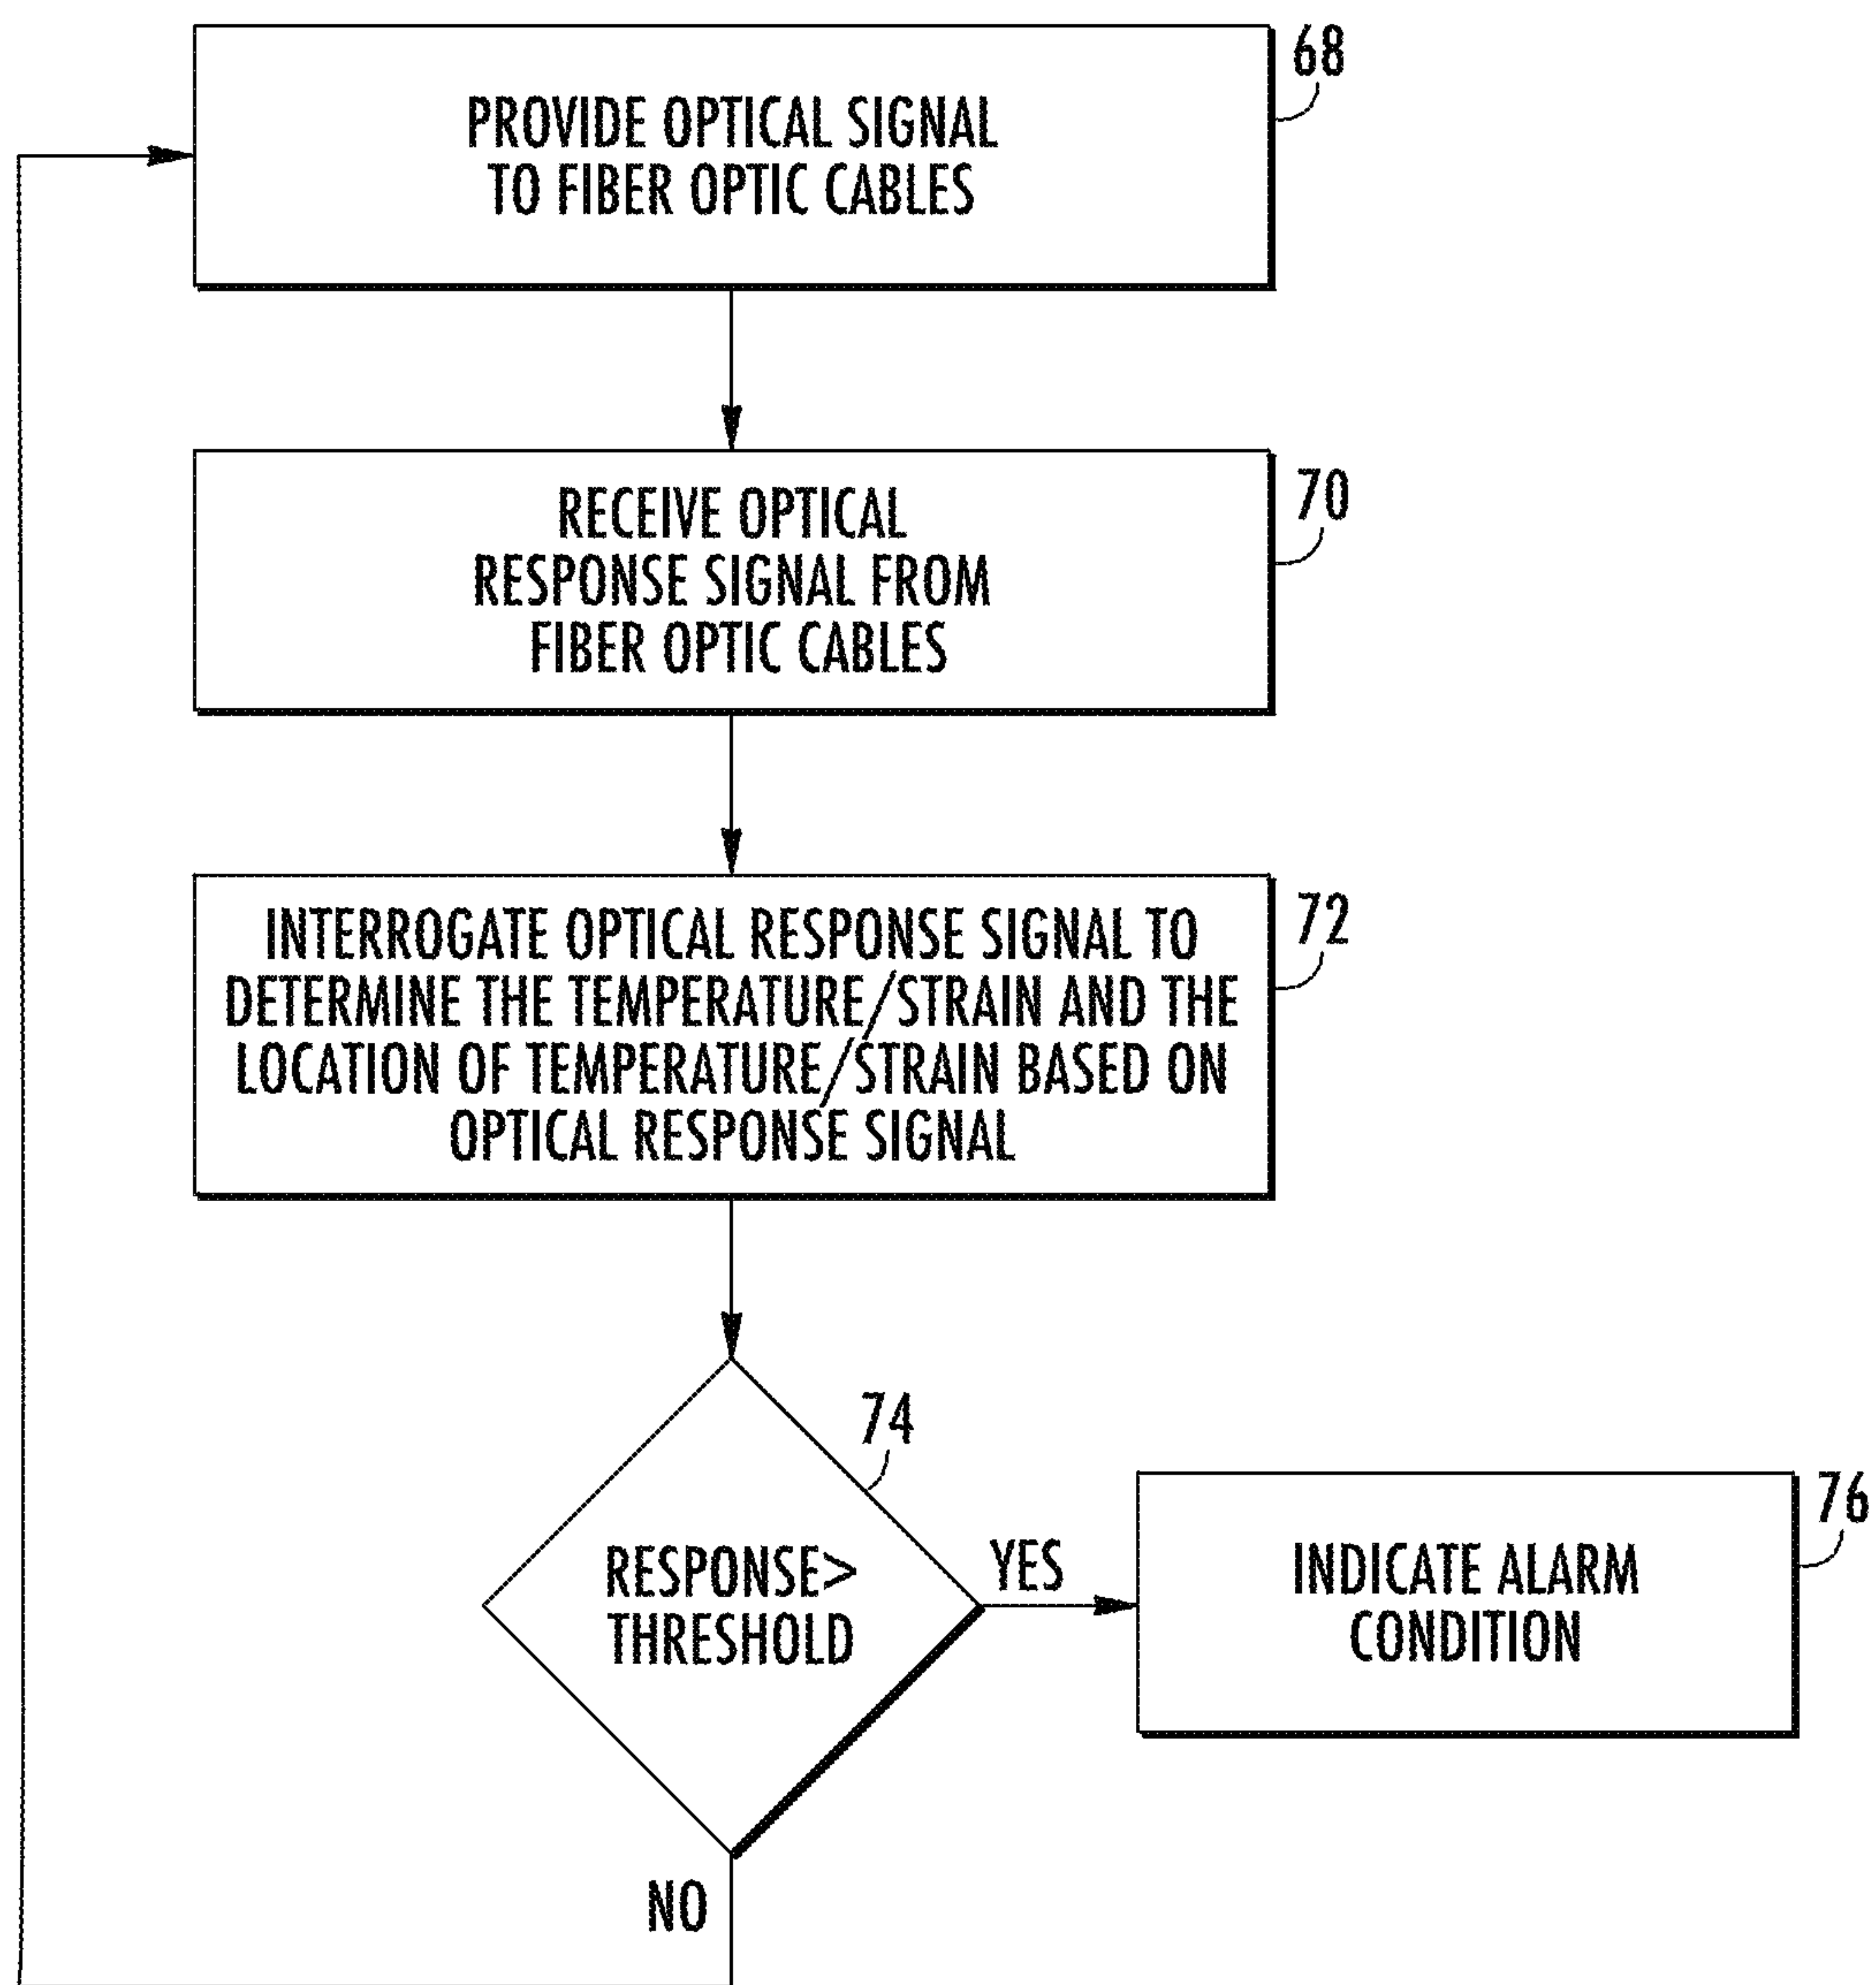 PROVIDE OPTICAL SIGNAL
TO FIBER OPTIC CABLES
68
RECEIVE OPTICAL
RESPONSE SIGNAL FROM
FIBER OPTIC CABLES
70
INTERROGATE OPTICAL RESPONSE SIGNAL TO
DETERMINE THE TEMPERATURE/STRAIN AND THE
LOCATION OF TEMPERATURE/STRAIN BASED ON
OPTICAL RESPONSE SIGNAL
72
74
RESPONSE>
THRESHOLD
YES
INDICATE ALARM
CONDITION
76
NO